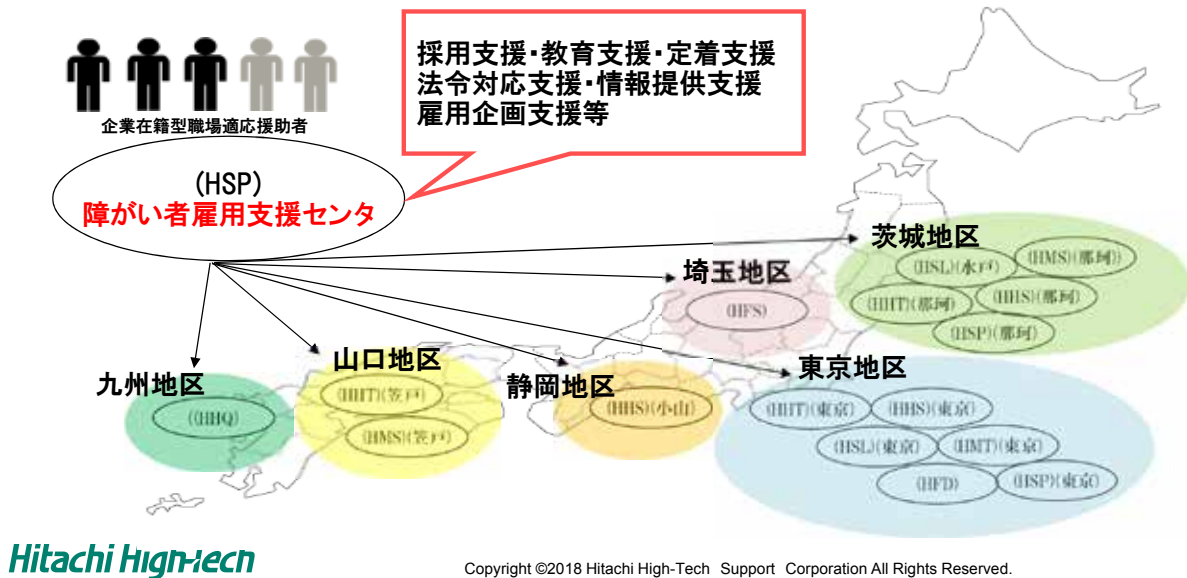 採用支援・教育支援・定着支援
法令対応支援・情報提供支援
雇用企画支援等
企業在籍型職場適応援助者
(HSP)
障がい者雇用支援センタ
茨城地区
(HSL)(水戸)
(HMS)(那珂))
(HHT)(那珂)
(HHS)(那珂)
(HSP)(那珂)
埼玉地区
(HFS)
東京地区
(HHT)(東京)
(HHS)(東京)
(HSL)(東京)
(HMT)(東京)
(HFD)
(HSP)(東京)
静岡地区
(HHS)(小山)
山口地区
(HHT)(笠戸)
(HMS)(笠戸)
九州地区
((HHQ)
Hitachi High-Tech
Copyright ©2018 Hitachi High-Tech Support Corporation All Rights Reserved.